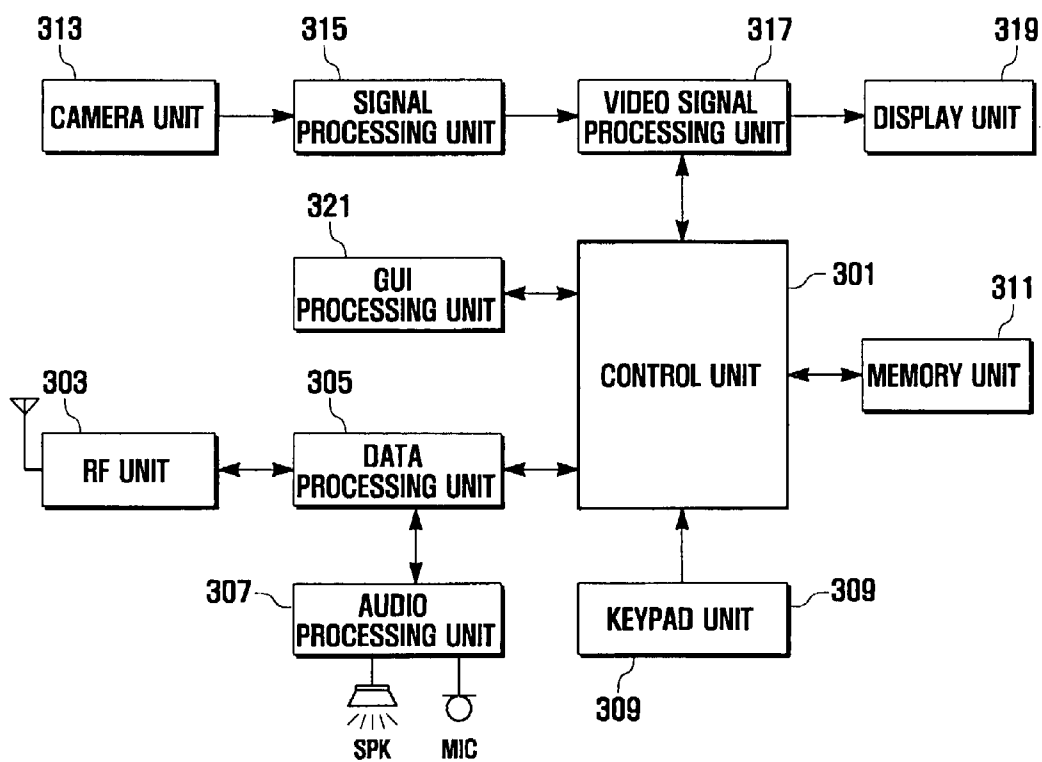 313
315
317
319
CAMERA UNIT
SIGNAL
PROCESSING UNIT
VIDEO SIGNAL
PROCESSING UNIT
DISPLAY UNIT
321
GUI
PROCESSING UNIT
301
311
CONTROL UNIT
MEMORY UNIT
303
305
RF UNIT
DATA
PROCESSING UNIT
307
AUDIO
PROCESSING UNIT
309
KEYPAD UNIT
309
SPK
MIC